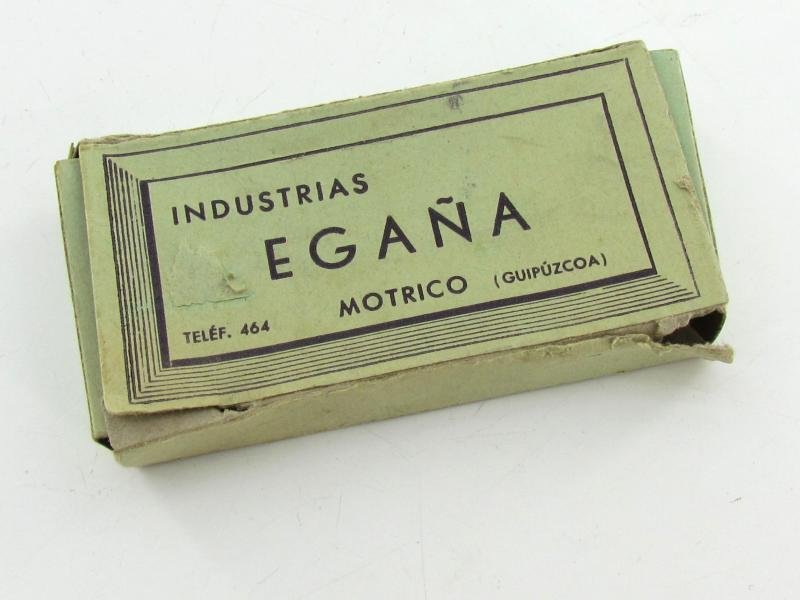 INDUSTRIAS
EGAÑA
MOTRICO (GUIPÚZCOA)
TELÉF. 464